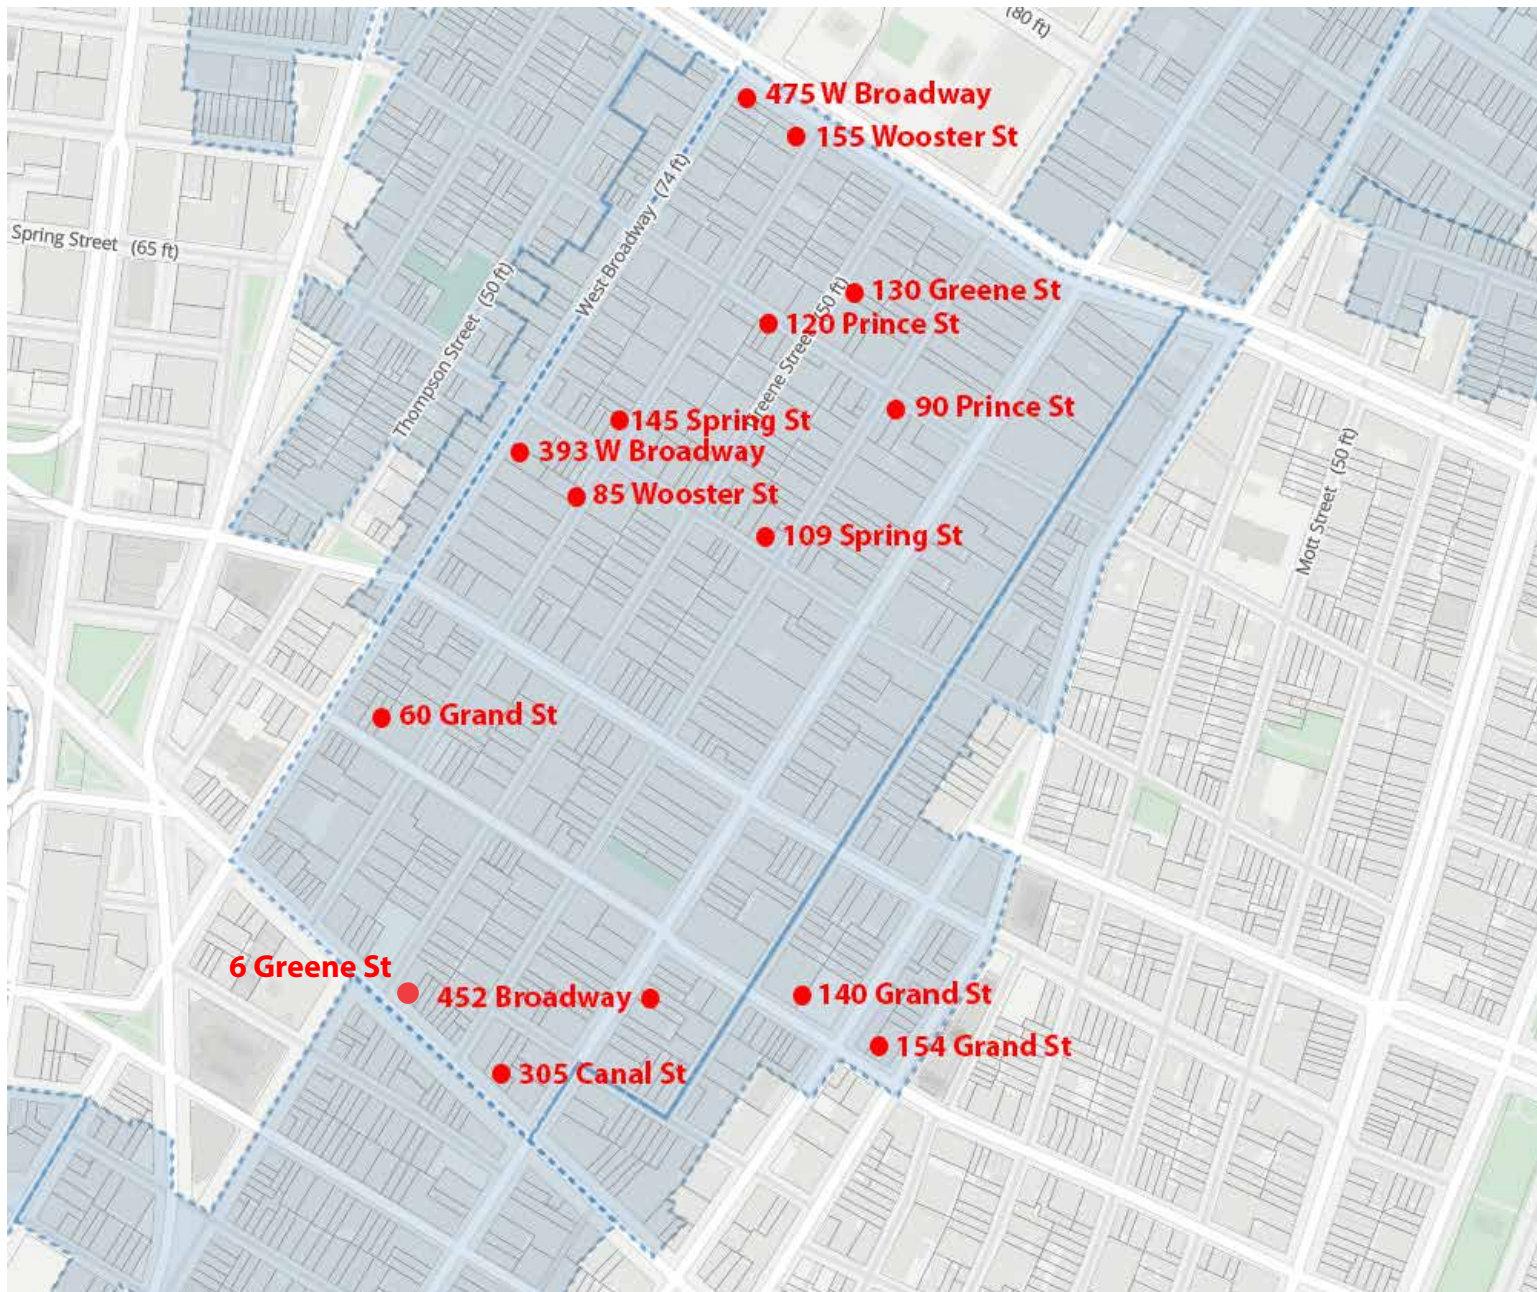 (80 ft)
475 W Broadway
155 Wooster St
West Broadway (74 ft)
Spring Street (65 ft)
Thompson Street (50 ft)
130 Greene St
120 Prince St
Greene Street (50 ft)
90 Prince St
145 Spring St
393 W Broadway
85 Wooster St
109 Spring St
Mott Street (50 ft)
60 Grand St
6 Greene St
452 Broadway
140 Grand St
154 Grand St
305 Canal St